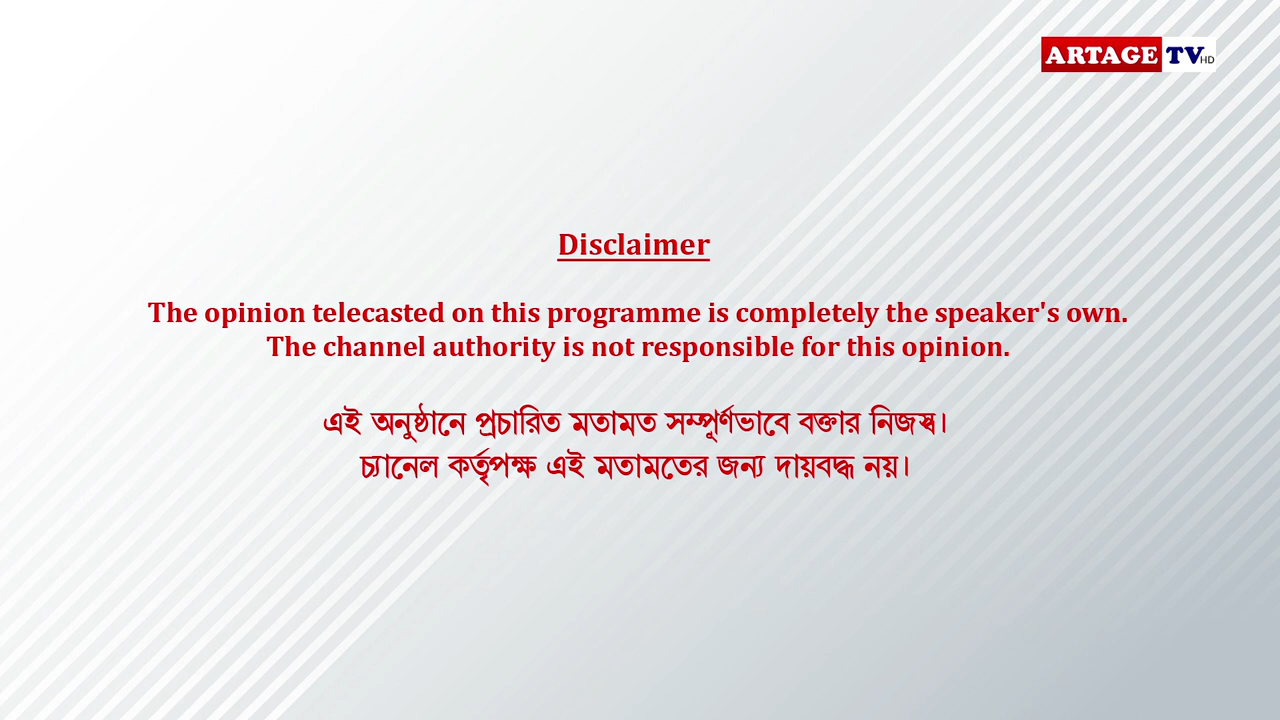 ARTAGE TV HD
Disclaimer
The opinion telecasted on this programme is completely the speaker's own.
The channel authority is not responsible for this opinion.
এই অনুষ্ঠানে প্রচারিত মতামত সম্পূর্ণভাবে বক্তার নিজস্ব।
চ্যানেল কর্তৃপক্ষ এই মতামতের জন্য দায়বদ্ধ নয়।